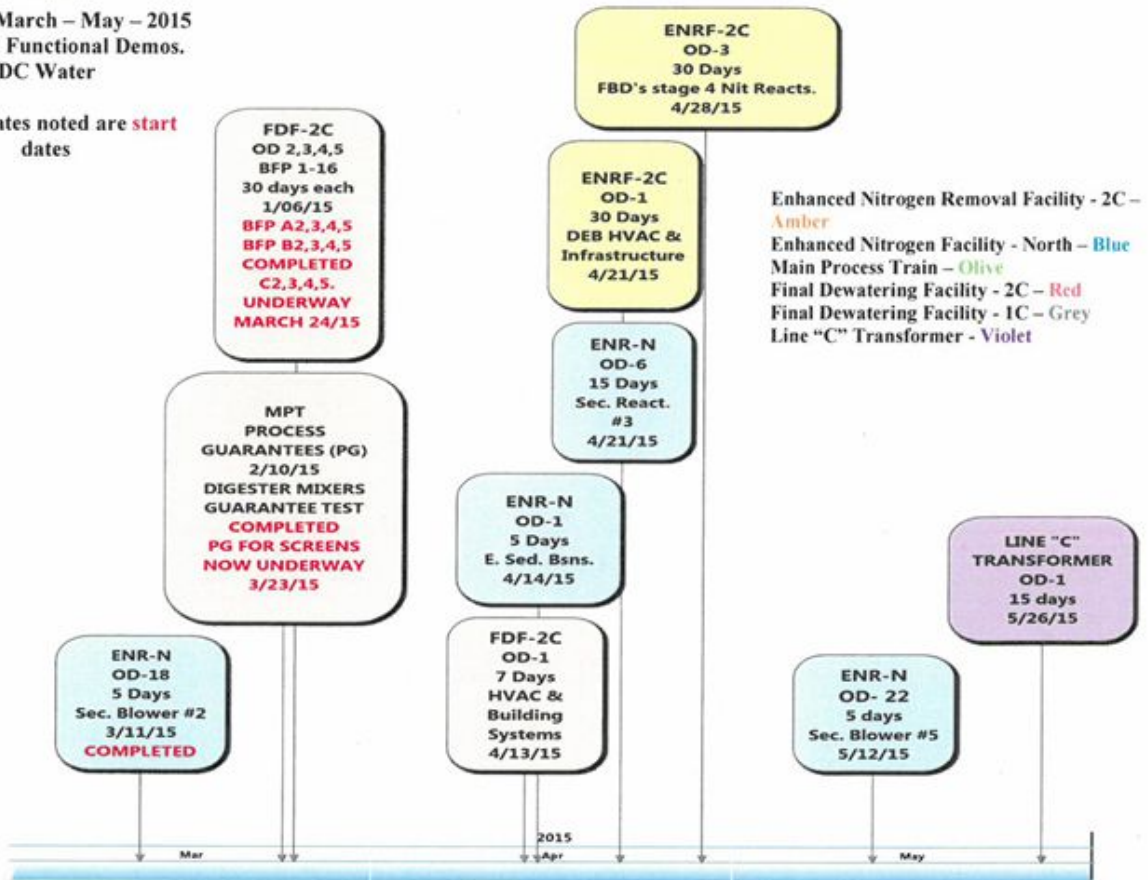 March – May – 2015
Functional Demos.
DC Water
ates noted are start
dates
FDF-2C
OD 2,3,4,5
BFP 1-16
30 days each
1/06/15
BFP A2,3,4,5
BFP B2,3,4,5
COMPLETED
C2,3,4,5.
UNDERWAY
MARCH 24/15
MPT
PROCESS
GUARANTEES (PG)
2/10/15
DIGESTER MIXERS
GUARANTEE TEST
COMPLETED
PG FOR SCREENS
NOW UNDERWAY
3/23/15
ENR-N
OD-18
5 Days
Sec. Blower #2
3/11/15
COMPLETED
ENRF-2C
OD-3
30 Days
FBD's stage 4 Nit Reacts.
4/28/15
ENRF-2C
OD-1
30 Days
DEB HVAC &
Infrastructure
4/21/15
ENR-N
OD-6
15 Days
Sec. React.
#3
4/21/15
ENR-N
OD-1
5 Days
E. Sed. Bsns.
4/14/15
FDF-2C
OD-1
7 Days
HVAC &
Building
Systems
4/13/15
Enhanced Nitrogen Removal Facility - 2C –
Amber
Enhanced Nitrogen Facility - North – Blue
Main Process Train – Olive
Final Dewatering Facility - 2C – Red
Final Dewatering Facility - 1C – Grey
Line “C” Transformer - Violet
LINE "C"
TRANSFORMER
OD-1
15 days
5/26/15
ENR-N
OD- 22
5 days
Sec. Blower #5
5/12/15
2015
Mar
Apr
May